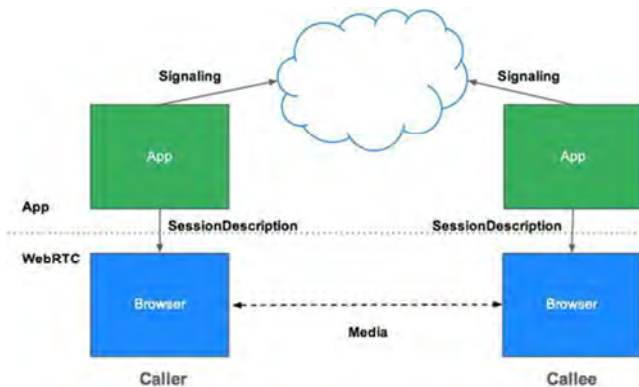 Signaling
Signaling
App
App
App
SessionDescription
SessionDescription
WebRTC
Browser
Browser
Media
Caller
Callee